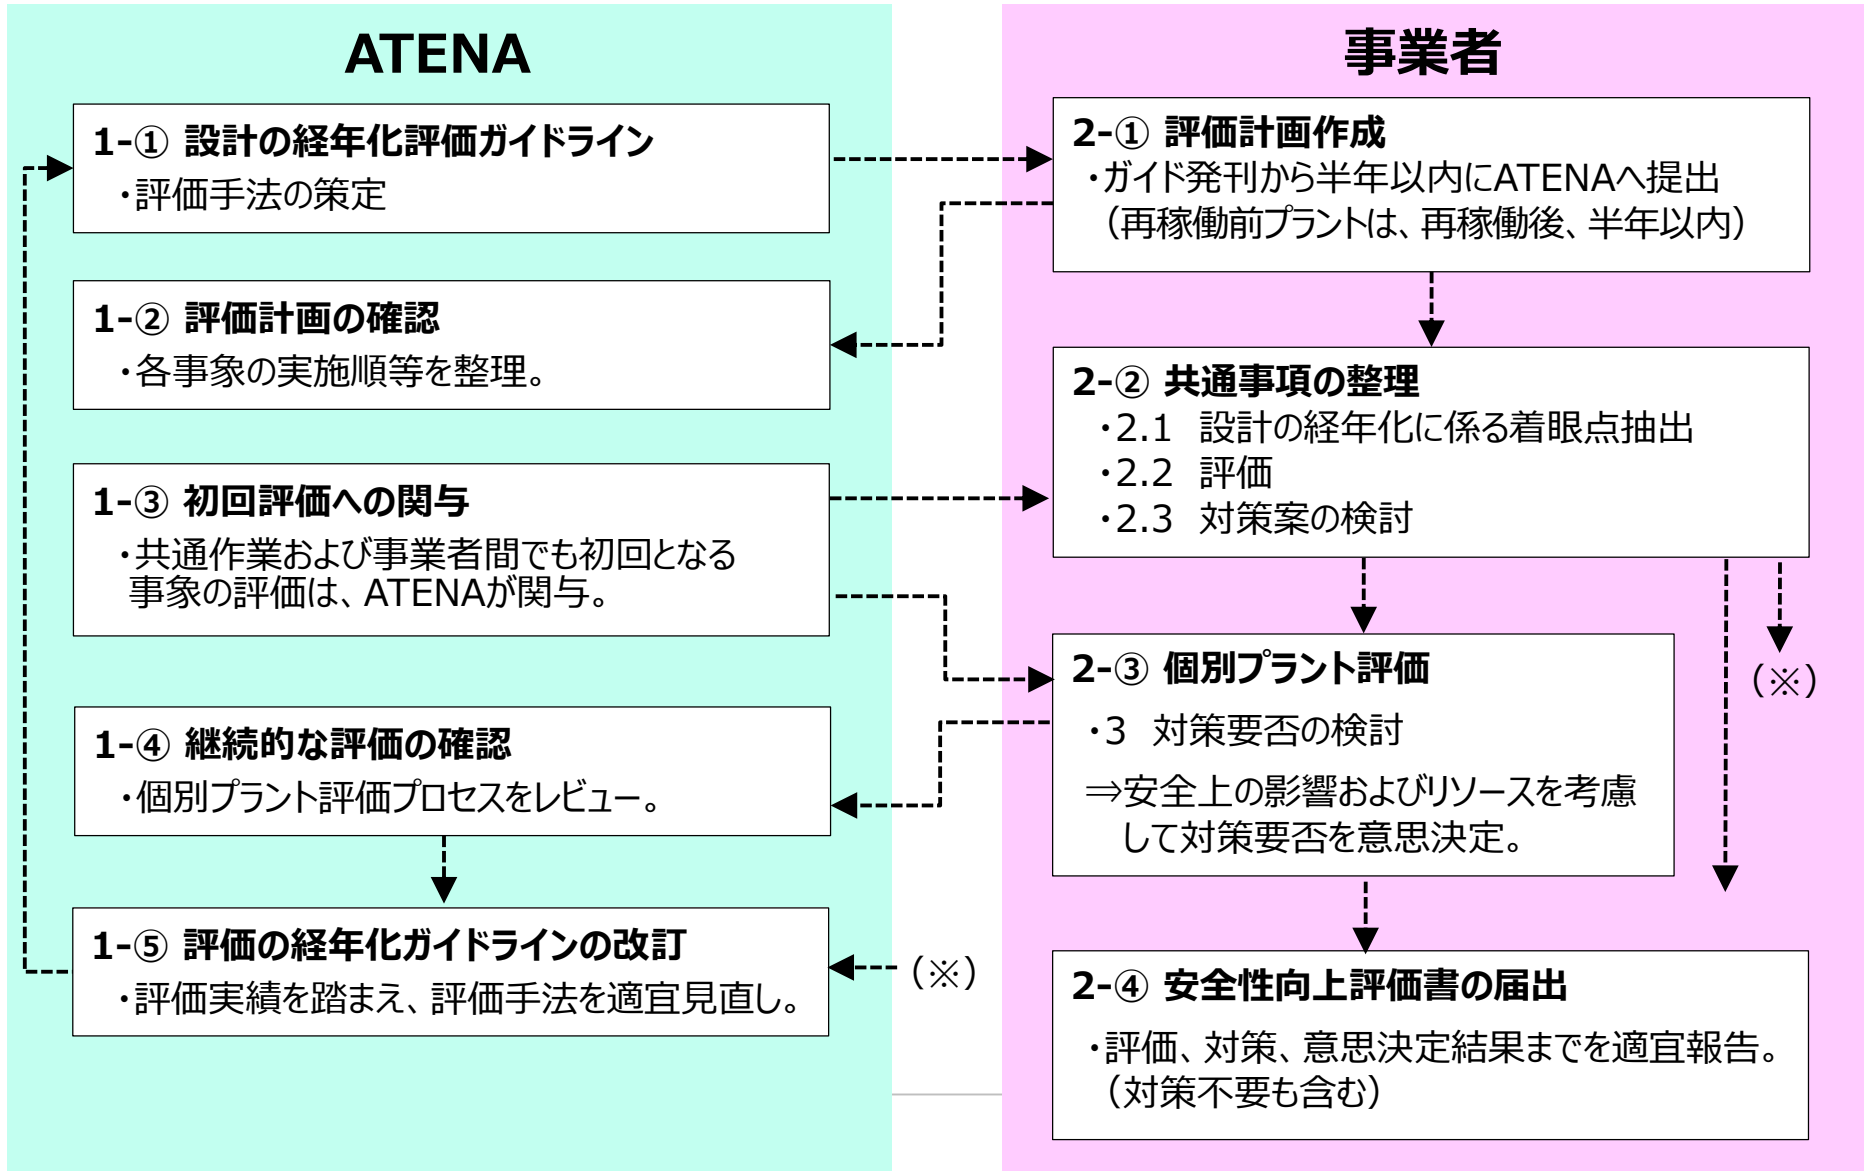 ATENA
1-① 設計の経年化評価ガイドライン
・評価手法の策定
1-② 評価計画の確認
・各事象の実施順等を整理。
1-③ 初回評価への関与
・共通作業および事業者間でも初回となる
事象の評価は、ATENAが関与。
1-④ 継続的な評価の確認
・個別プラント評価プロセスをレビュー。
1-⑤ 評価の経年化ガイドラインの改訂
・評価実績を踏まえ、評価手法を適宜見直し。
（※）
事業者
2-① 評価計画作成
・ガイド発刊から半年以内にATENAへ提出
（再稼働前プラントは、再稼働後、半年以内）
2-② 共通事項の整理
・2.1　設計の経年化に係る着眼点抽出
・2.2　評価
・2.3　対策案の検討
（※）
2-③ 個別プラント評価
・3　対策要否の検討
⇒安全上の影響およびリソースを考慮
して対策要否を意思決定。
2-④ 安全性向上評価書の届出
・評価、対策、意思決定結果までを適宜報告。
（対策不要も含む）